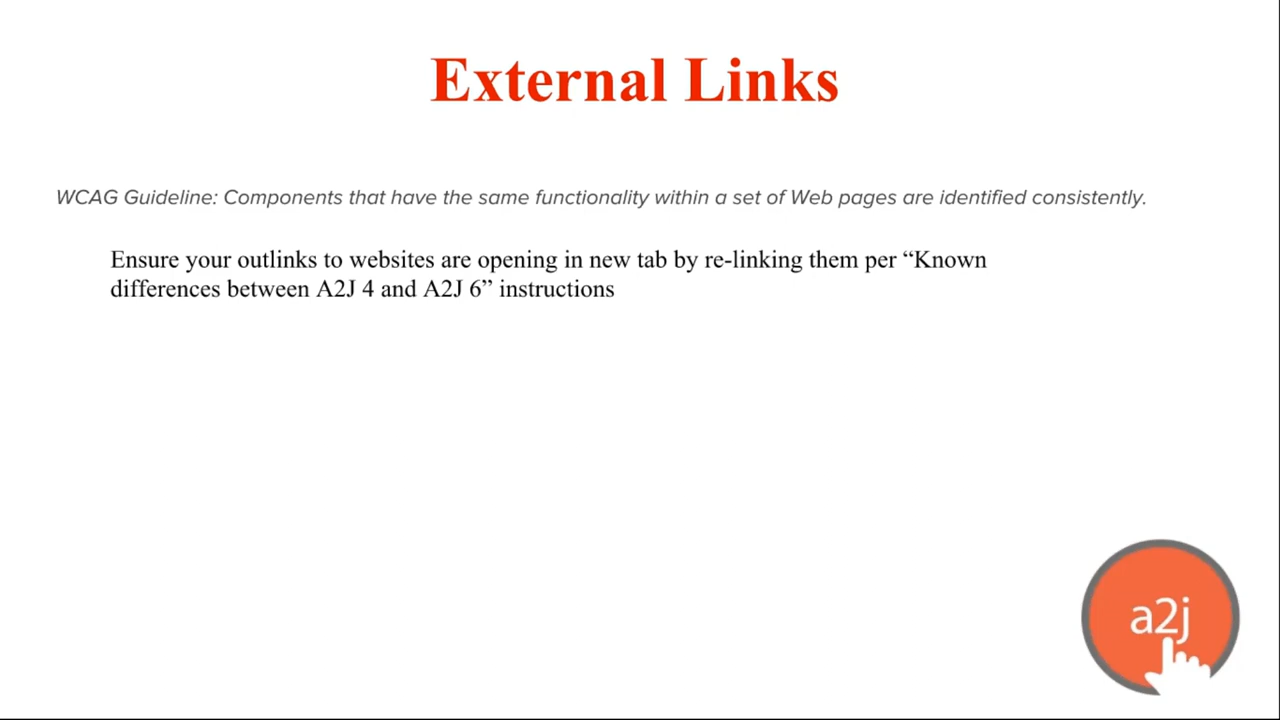 External Links
WCAG Guideline: Components that have the same functionality within a set of Web pages are identified consistently.
Ensure your outlinks to websites are opening in new tab by re-linking them per “Known
differences between A2J 4 and A2J 6” instructions
a2j